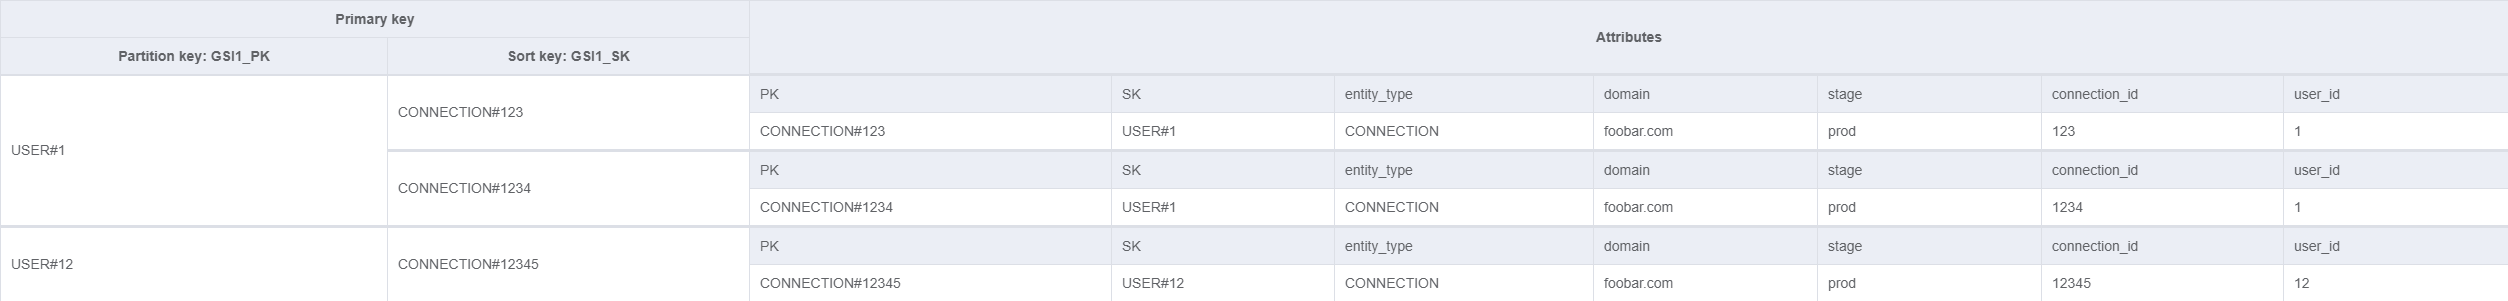 Primary key
Attributes
Partition key: GSI1_PK Sort key: GSI1_SK
USER#1 CONNECTION#123 PK SK entity_type domain stage connection_id user_id
CONNECTION#123 USER#1 CONNECTION foobar.com prod 123 1
CONNECTION#1234 PK SK entity_type domain stage connection_id user_id
CONNECTION#1234 USER#1 CONNECTION foobar.com prod 1234 1
USER#12 CONNECTION#12345 PK SK entity_type domain stage connection_id user_id
CONNECTION#12345 USER#12 CONNECTION foobar.com prod 12345 12